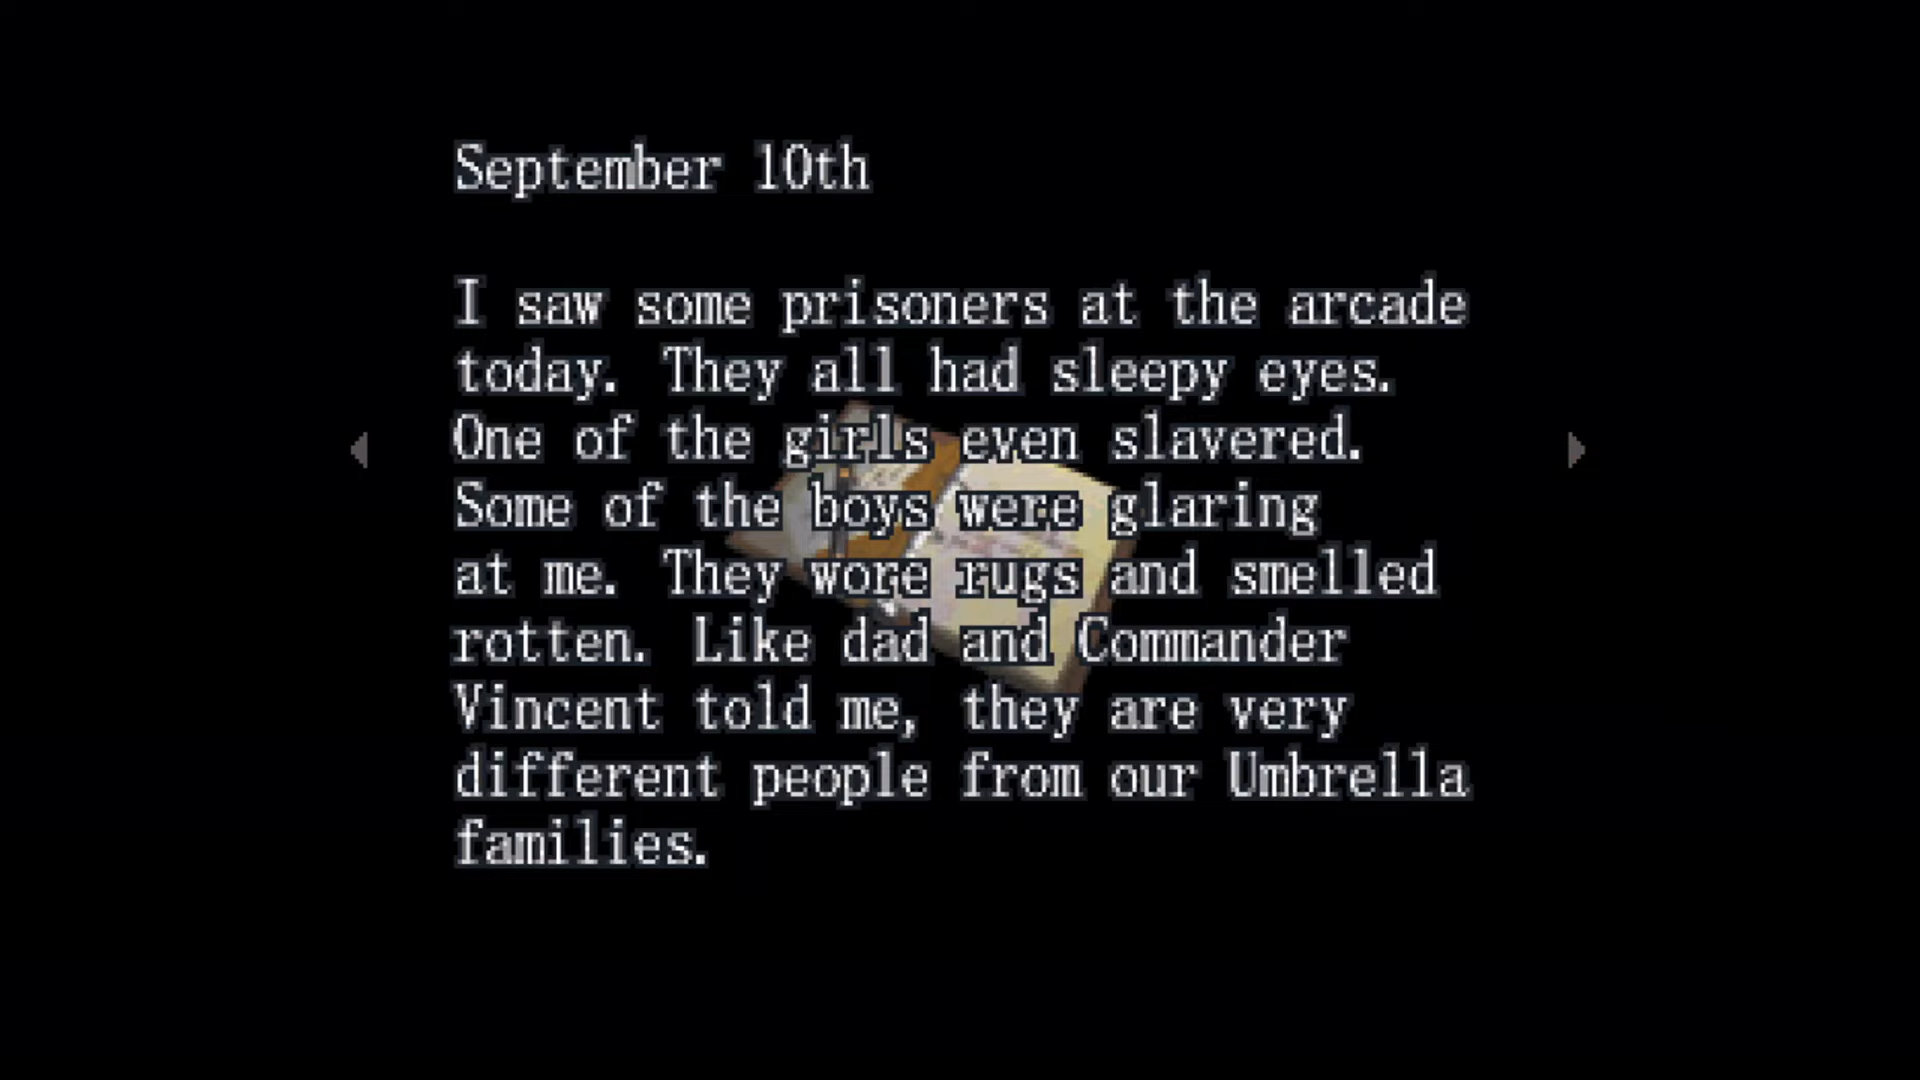 September 10th
I saw some prisoners at the arcade
today. They all had sleepy eyes.
One of the girls even slavered.
Some of the boys were glaring
at me. They wore rugs and smelled
rotten. Like dad and Commander
Vincent told me, they are very
different people from our Umbrella
families.